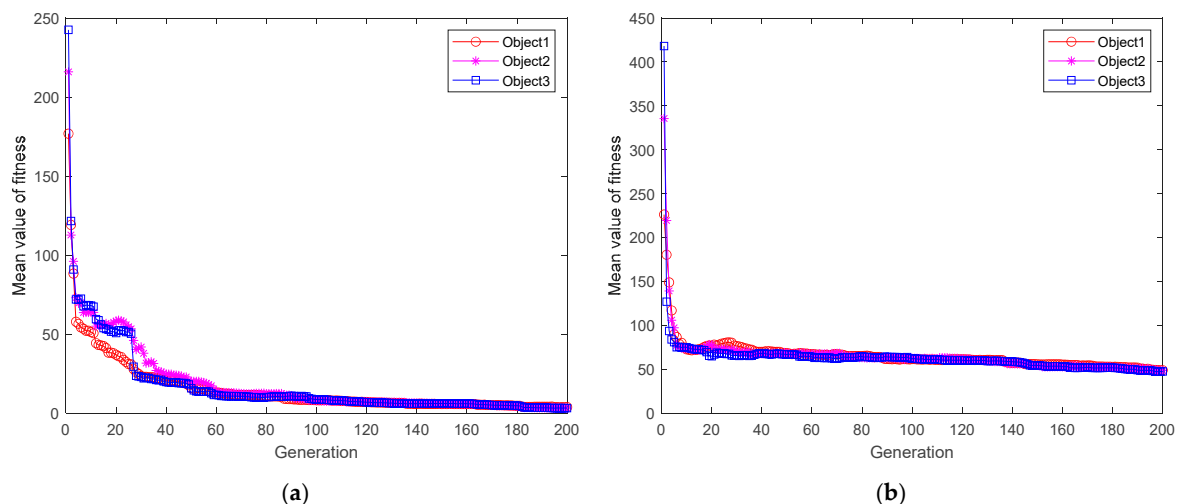 250
200
150
100
50
0
Mean value of fitness
0 20 40 60 80 100 120 140 160 180 200
Generation
Object1
Object2
Object3
(a)
450
400
350
300
250
200
150
100
50
0
Mean value of fitness
0 20 40 60 80 100 120 140 160 180 200
Generation
Object1
Object2
Object3
(b)